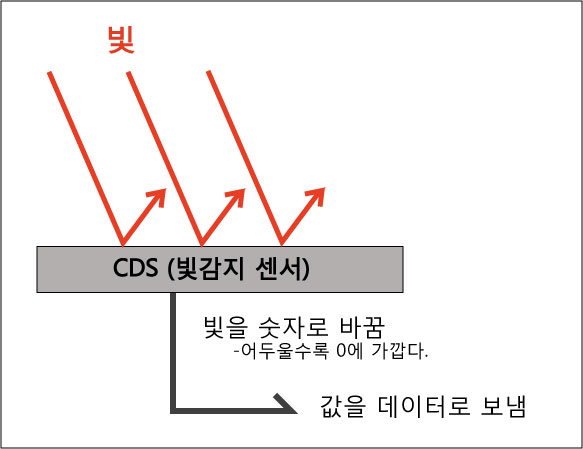 빛
CDS (빛감지 센서)
빛을 숫자로 바꿈
-어두울수록 0에 가깝다.
값을 데이터로 보냄